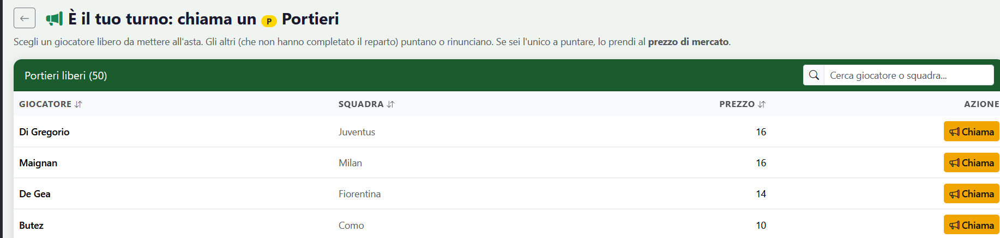 È il tuo turno: chiama un P Portieri
Scegli un giocatore libero da mettere all'asta. Gli altri (che non hanno completato il reparto) puntano o rinunciano. Se sei l'unico a puntare, lo prendi al prezzo di mercato.
Portieri liberi (50) Cerca giocatore o squadra...
GIOCATORE SQUADRA PREZZO AZIONE
Di Gregorio Juventus 16 Chiama
Maignan Milan 16 Chiama
De Gea Fiorentina 14 Chiama
Butez Como 10 Chiama